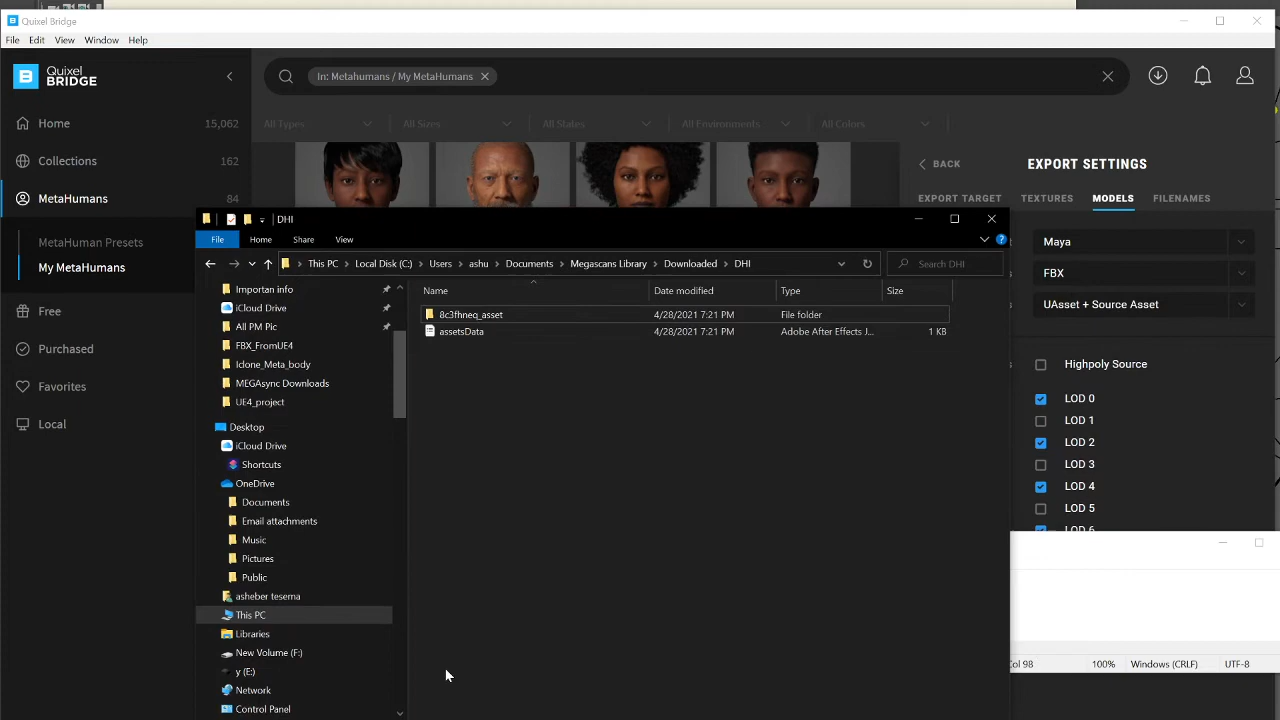 Quixel Bridge
File Edit View Window Help
Quixel
BRIDGE
In: Metahumans / My MetaHumans
Home 15,062
All Types All Sizes All States All Environments All Colors
Collections 162
BACK EXPORT SETTINGS
MetaHumans 84
EXPORT TARGET TEXTURES MODELS FILENAMES
MetaHuman Presets
My MetaHumans
Free
Purchased
Favorites
Local
Maya
FBX
UAsset + Source Asset
Highpoly Source
LOD 0
LOD 1
LOD 2
LOD 3
LOD 4
LOD 5
LOD 6
DHI
File Home Share View
This PC > Local Disk (C:) > Users > ashu > Documents > Megascans Library > Downloaded > DHI
Search DHI
Name Date modified Type Size
8c3fhneq_asset 4/28/2021 7:21 PM File folder
assetsData 4/28/2021 7:21 PM Adobe After Effects J... 1 KB
Importan info
iCloud Drive
All PM Pic
FBX_FromUE4
Iclone_Meta_body
MEGAsync Downloads
UE4_project
Desktop
iCloud Drive
Shortcuts
OneDrive
Documents
Email attachments
Music
Pictures
Public
asheber tesema
This PC
Libraries
New Volume (F:)
y (E:)
Network
Control Panel
Col 98 100% Windows (CRLF) UTF-8